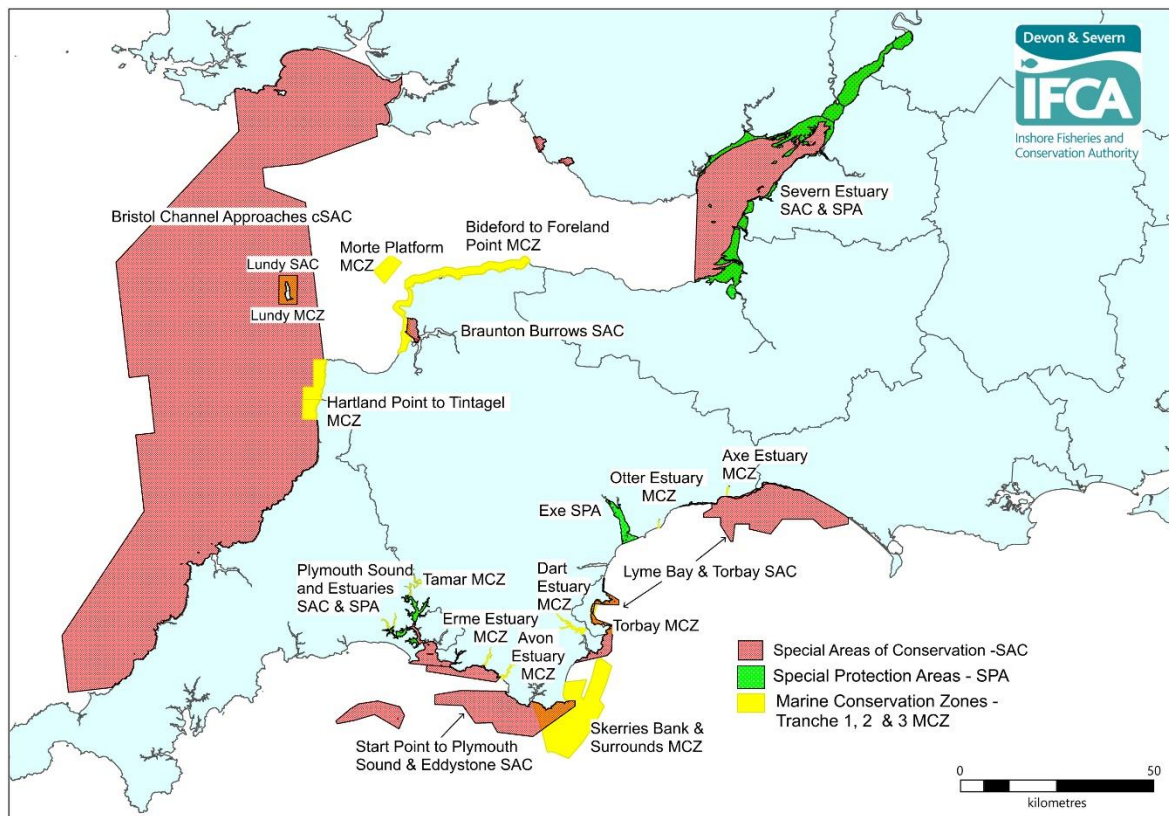 Devon & Severn
IFCA
Inshore Fisheries and
Conservation Authority
Severn Estuary
SAC & SPA
Bristol Channel Approaches cSAC
Bideford to Foreland
Point MCZ
Morte Platform
MCZ
Lundy SAC
Lundy MCZ
Braunton Burrows SAC
Hartland Point to Tintagel
MCZ
Axe Estuary
MCZ
Otter Estuary
MCZ
Exe SPA
Lyme Bay & Torbay SAC
Plymouth Sound
and Estuaries
SAC & SPA
Tamar MCZ
Dart
Estuary
MCZ
Torbay MCZ
Erme Estuary
MCZ
Avon
Estuary
MCZ
Skerries Bank &
Surrounds MCZ
Start Point to Plymouth
Sound & Eddystone SAC
Special Areas of Conservation -SAC
Special Protection Areas - SPA
Marine Conservation Zones -
Tranche 1, 2 & 3 MCZ
0 50
kilometres